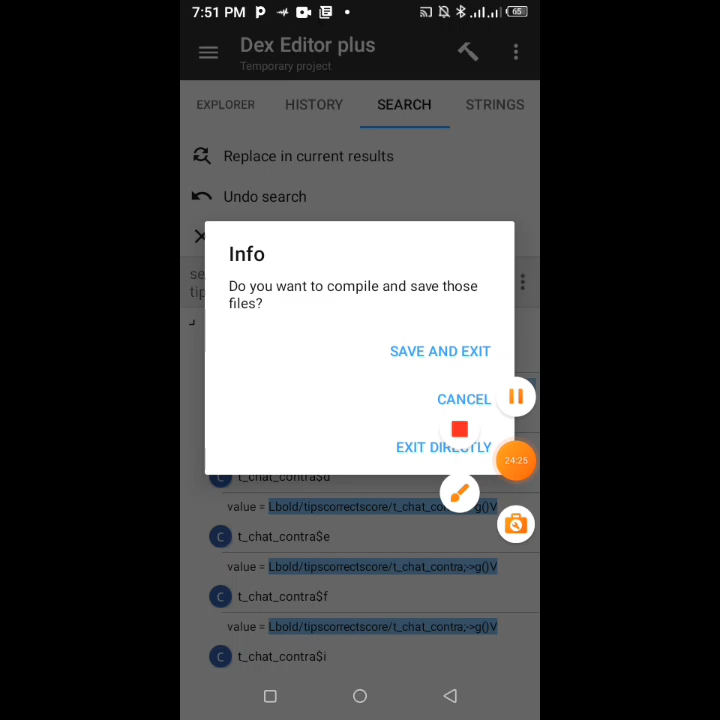 7:51 PM
65
Dex Editor plus
Temporary project
EXPLORER HISTORY SEARCH STRINGS
Replace in current results
Undo search
Info
Do you want to compile and save those
files?
SAVE AND EXIT
CANCEL
EXIT DIRECTLY
24:25
t_chat_contra$d
value = Lbold/tipscorrectscore/t_chat_contra;->g()V
t_chat_contra$e
value = Lbold/tipscorrectscore/t_chat_contra;->g()V
t_chat_contra$f
value = Lbold/tipscorrectscore/t_chat_contra;->g()V
t_chat_contra$i